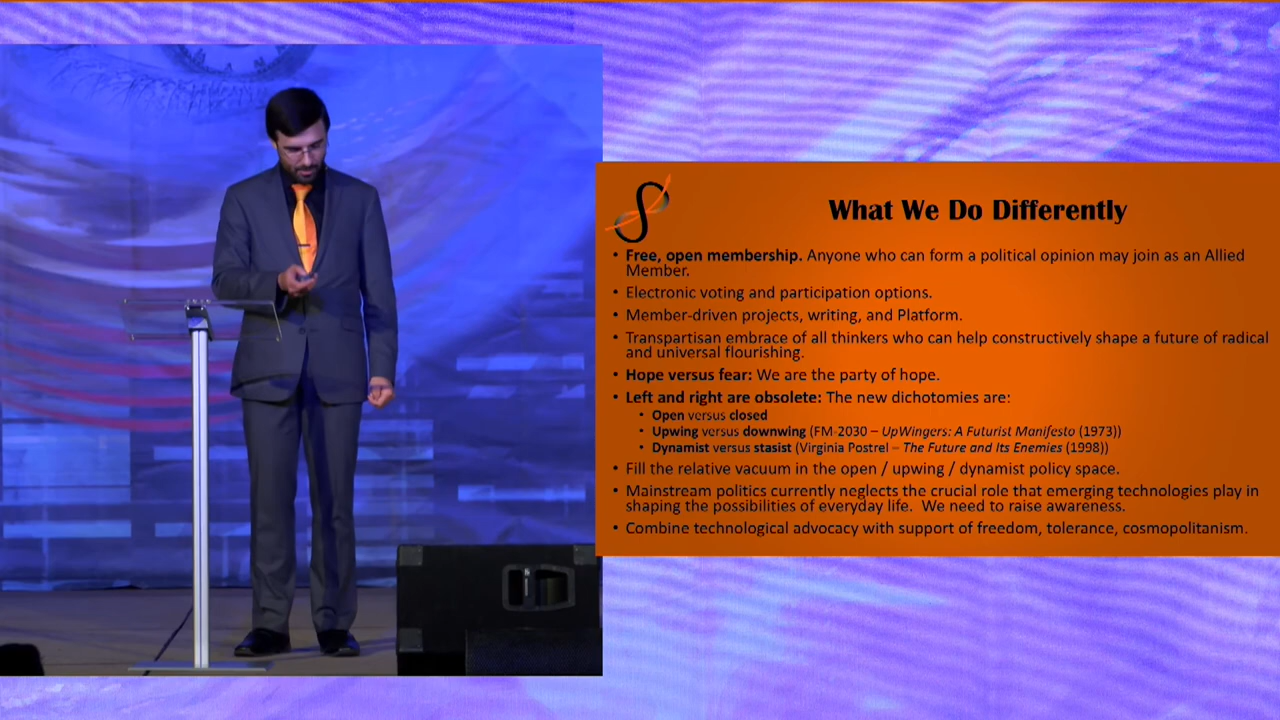 What We Do Differently
• Free, open membership. Anyone who can form a political opinion may join as an Allied
Member.
• Electronic voting and participation options.
• Member-driven projects, writing, and Platform.
• Transpartisan embrace of all thinkers who can help constructively shape a future of radical
and universal flourishing.
• Hope versus fear: We are the party of hope.
• Left and right are obsolete: The new dichotomies are:
• Open versus closed
• Upwing versus downwing (FM-2030 – UpWingers: A Futurist Manifesto (1973))
• Dynamist versus stasist (Virginia Postrel – The Future and Its Enemies (1998))
• Fill the relative vacuum in the open / upwing / dynamist policy space.
• Mainstream politics currently neglects the crucial role that emerging technologies play in
shaping the possibilities of everyday life. We need to raise awareness.
• Combine technological advocacy with support of freedom, tolerance, cosmopolitanism.